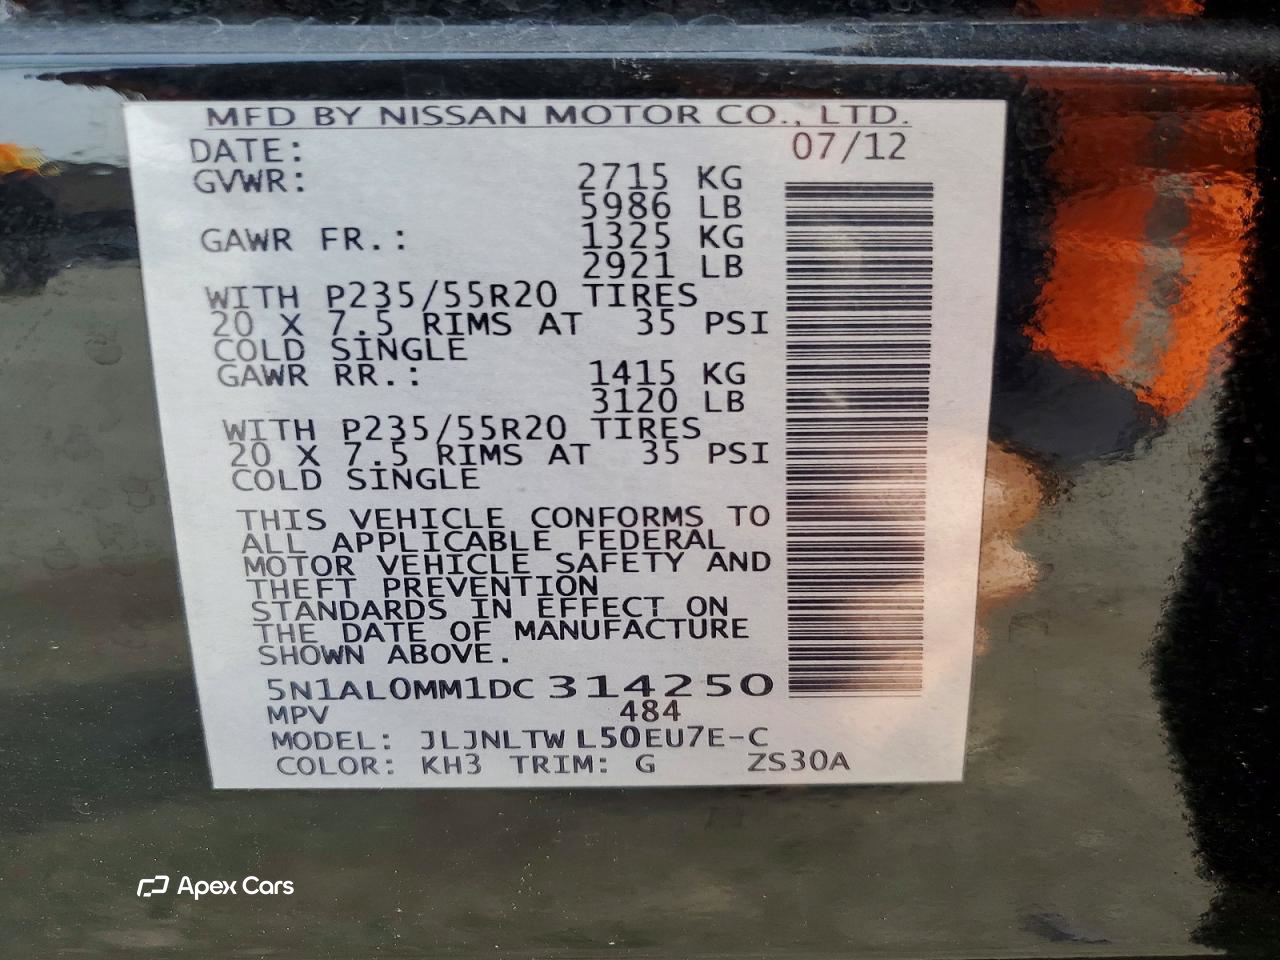 MFD BY NISSAN MOTOR CO., LTD.
DATE: 07/12
GVWR: 2715 KG
5986 LB
GAWR FR.: 1325 KG
2921 LB
WITH P235/55R20 TIRES
20 X 7.5 RIMS AT 35 PSI
COLD SINGLE
GAWR RR.: 1415 KG
3120 LB
WITH P235/55R20 TIRES
20 X 7.5 RIMS AT 35 PSI
COLD SINGLE
THIS VEHICLE CONFORMS TO
ALL APPLICABLE FEDERAL
MOTOR VEHICLE SAFETY AND
THEFT PREVENTION
STANDARDS IN EFFECT ON
THE DATE OF MANUFACTURE
SHOWN ABOVE.
5N1AL0MM1DC 314250
MPV 484
MODEL: JLJNLTW L50EU7E-C
COLOR: KH3 TRIM: G ZS30A
Apex Cars